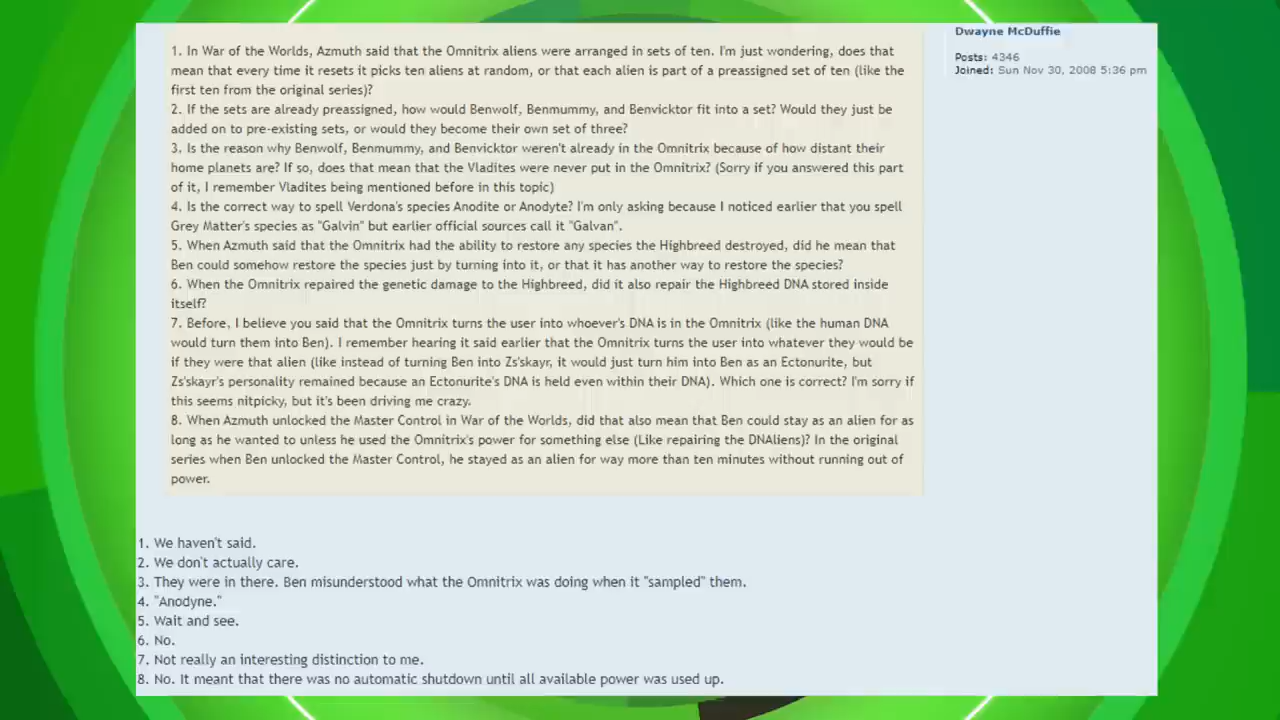 Dwayne McDuffie
Posts: 4346
Joined: Sun Nov 30, 2008 5:36 pm
1. In War of the Worlds, Azmuth said that the Omnitrix aliens were arranged in sets of ten. I'm just wondering, does that
mean that every time it resets it picks ten aliens at random, or that each alien is part of a preassigned set of ten (like the
first ten from the original series)?
2. If the sets are already preassigned, how would Benwolf, Benmummy, and Benvicktor fit into a set? Would they just be
added on to pre-existing sets, or would they become their own set of three?
3. Is the reason why Benwolf, Benmummy, and Benvicktor weren't already in the Omnitrix because of how distant their
home planets are? If so, does that mean that the Vladites were never put in the Omnitrix? (Sorry if you answered this part
of it, I remember Vladites being mentioned before in this topic)
4. Is the correct way to spell Verdona's species Anodite or Anodyte? I'm only asking because I noticed earlier that you spell
Grey Matter's species as "Galvin" but earlier official sources call it "Galvan".
5. When Azmuth said that the Omnitrix had the ability to restore any species the Highbreed destroyed, did he mean that
Ben could somehow restore the species just by turning into it, or that it has another way to restore the species?
6. When the Omnitrix repaired the genetic damage to the Highbreed, did it also repair the Highbreed DNA stored inside
itself?
7. Before, I believe you said that the Omnitrix turns the user into whoever's DNA is in the Omnitrix (like the human DNA
would turn them into Ben). I remember hearing it said earlier that the Omnitrix turns the user into whatever they would be
if they were that alien (like instead of turning Ben into Zs'skayr, it would just turn him into Ben as an Ectonurite, but
Zs'skayr's personality remained because an Ectonurite's DNA is held even within their DNA). Which one is correct? I'm sorry if
this seems nitpicky, but it's been driving me crazy.
8. When Azmuth unlocked the Master Control in War of the Worlds, did that also mean that Ben could stay as an alien for as
long as he wanted to unless he used the Omnitrix's power for something else (Like repairing the DNAliens)? In the original
series when Ben unlocked the Master Control, he stayed as an alien for way more than ten minutes without running out of
power.
1. We haven't said.
2. We don't actually care.
3. They were in there. Ben misunderstood what the Omnitrix was doing when it "sampled" them.
4. "Anodyne."
5. Wait and see.
6. No.
7. Not really an interesting distinction to me.
8. No. It meant that there was no automatic shutdown until all available power was used up.